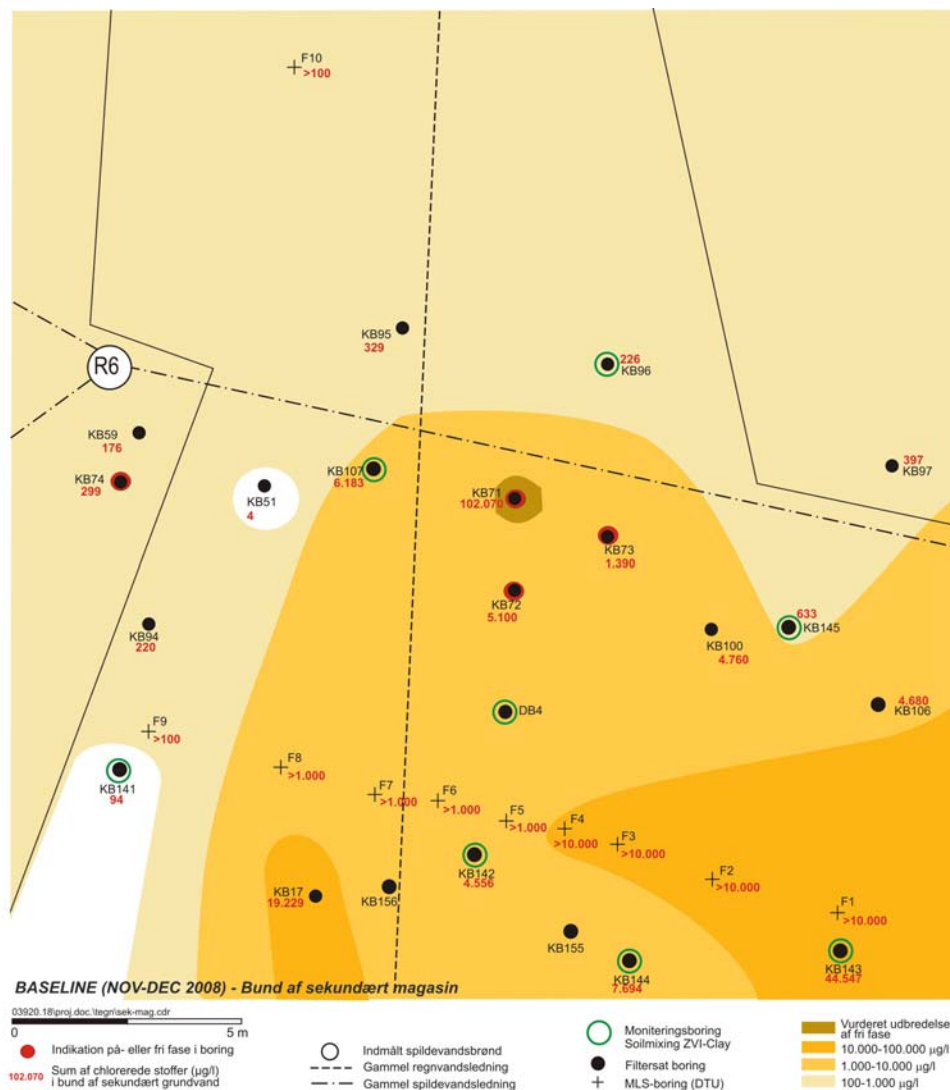 F10
>100
KB95
329
226
KB96
R6
KB59
176
KB74
299
KB107
6.183
KB51
4
KB71
102.070
397
KB97
KB73
1.390
KB72
5.100
KB94
220
633
KB145
KB100
4.760
4.680
KB106
DB4
F9
>100
KB141
94
F8
>1.000
F7
>1.000
F6
>1.000
F5
>1.000
F4
>10.000
F3
>10.000
F2
>10.000
F1
>10.000
KB142
4.556
KB17
19.229
KB156
KB155
KB144
7.694
KB143
44.547
BASELINE (NOV-DEC 2008) - Bund af sekundært magasin
03920.18\proj.doc.\tegn\sek-mag.cdr
0 5 m
Indikation på- eller fri fase i boring
102.070 Sum af chlorerede stoffer (µg/l)
i bund af sekundært grundvand
Indmålt spildevandsbrønd
Gammel regnvandsledning
Gammel spildevandsledning
Moniteringsboring
Soilmixing ZVI-Clay
Filtersat boring
MLS-boring (DTU)
Vurderet udbredelse
af fri fase
10.000-100.000 µg/l
1.000-10.000 µg/l
100-1.000 µg/l